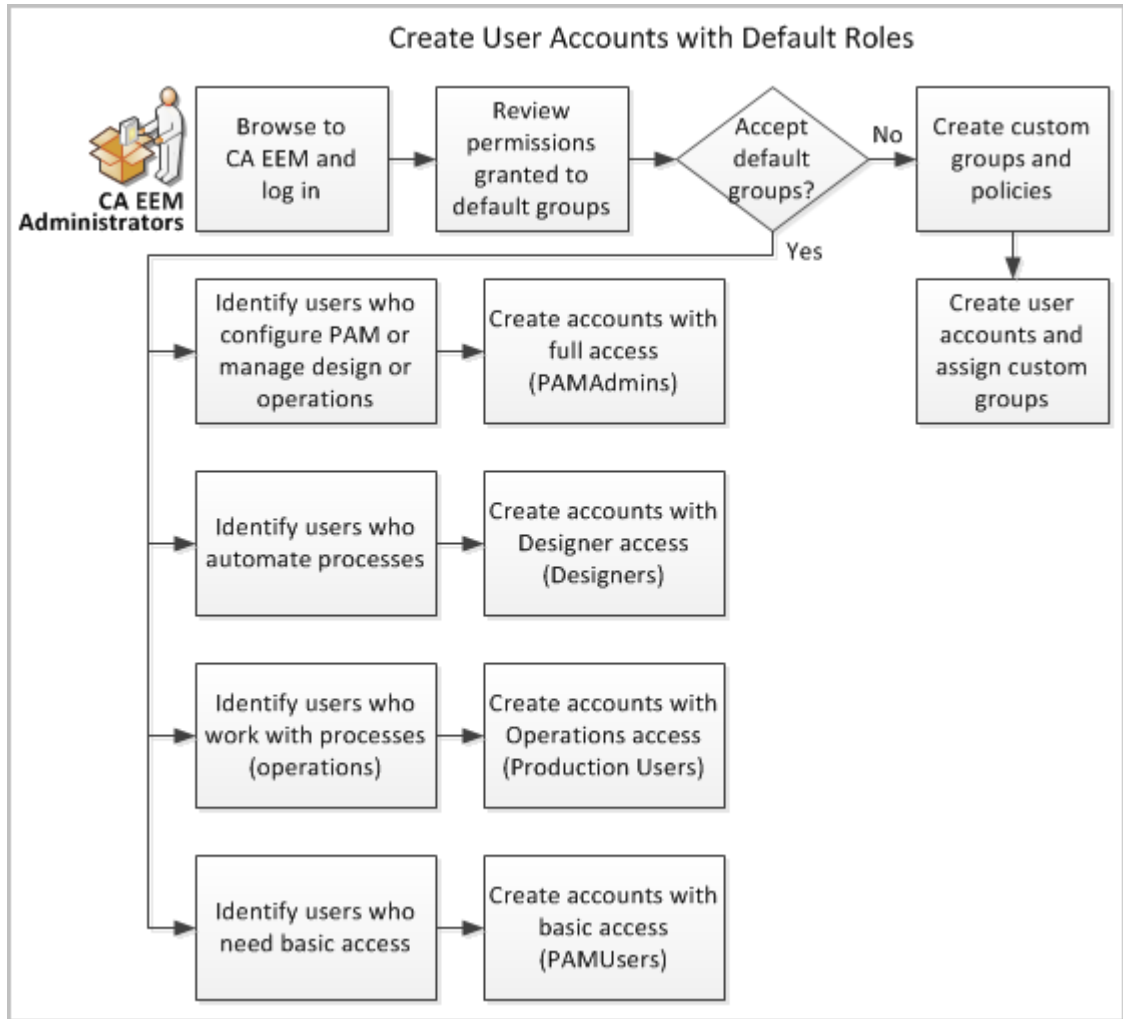 Create User Accounts with Default Roles
CA EEM
Administrators
Browse to
CA EEM and
log in
Review
permissions
granted to
default groups
Accept
default
groups?
No
Create custom
groups and
policies
Yes
Create user
accounts and
assign custom
groups
Identify users who
configure PAM or
manage design or
operations
Create accounts with
full access
(PAMAdmins)
Identify users who
automate processes
Create accounts with
Designer access
(Designers)
Identify users who
work with processes
(operations)
Create accounts with
Operations access
(Production Users)
Identify users who
need basic access
Create accounts with
basic access
(PAMUsers)